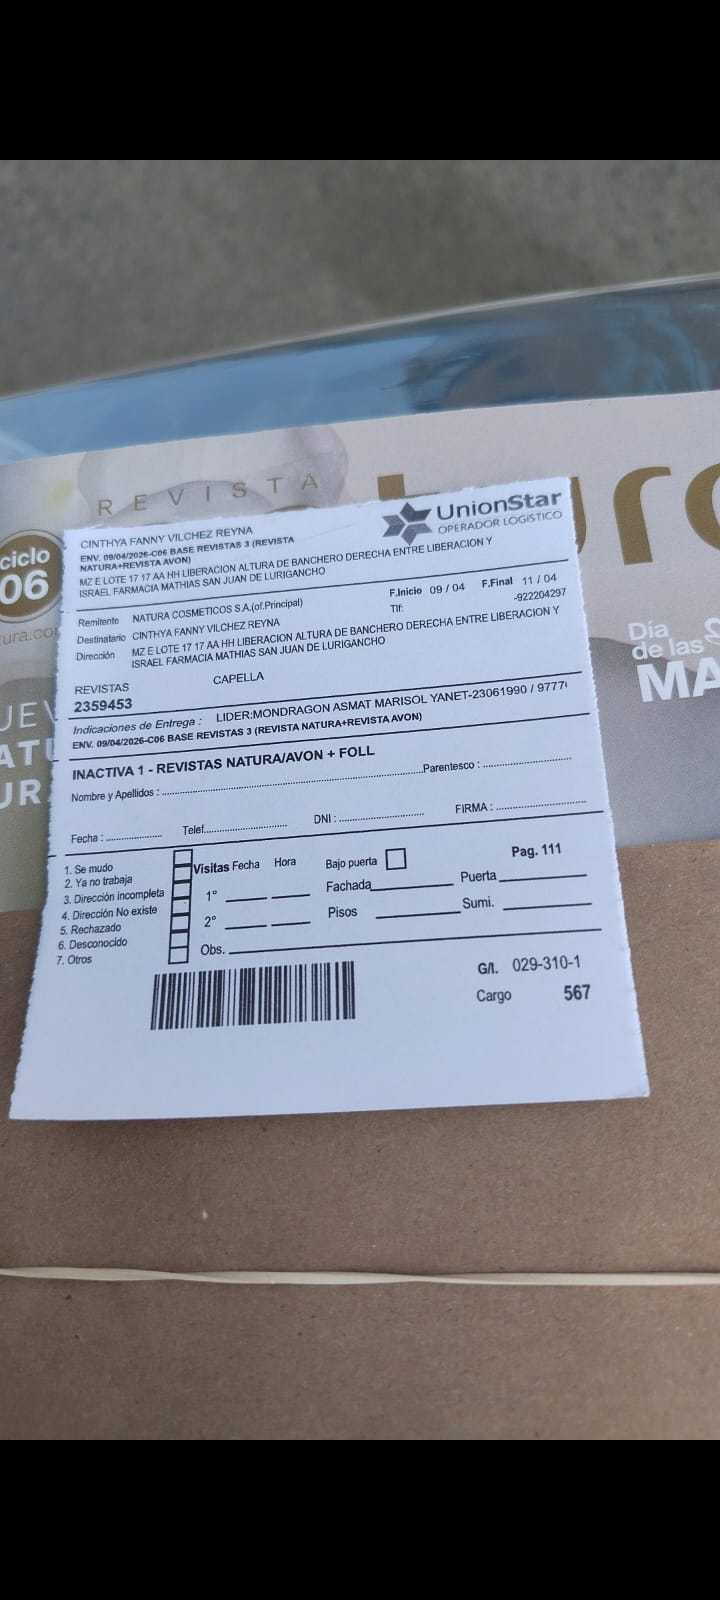 REVISTA
ciclo
06
Día
de las
CINTHYA FANNY VILCHEZ REYNA
ENV. 09/04/2026-C06 BASE REVISTAS 3 (REVISTA
NATURA+REVISTA AVON)
MZ E LOTE 17 17 AA HH LIBERACION ALTURA DE BANCHERO DERECHA ENTRE LIBERACION Y
ISRAEL FARMACIA MATHIAS SAN JUAN DE LURIGANCHO
UnionStar
OPERADOR LOGÍSTICO
Remitente NATURA COSMETICOS S.A.(of.Principal)
F.Inicio 09 / 04 F.Final 11 / 04
Destinatario CINTHYA FANNY VILCHEZ REYNA
Tlf: -922204297
Dirección MZ E LOTE 17 17 AA HH LIBERACION ALTURA DE BANCHERO DERECHA ENTRE LIBERACION Y
ISRAEL FARMACIA MATHIAS SAN JUAN DE LURIGANCHO
REVISTAS CAPELLA
2359453
Indicaciones de Entrega : LIDER:MONDRAGON ASMAT MARISOL YANET-23061990 / 9777
ENV. 09/04/2026-C06 BASE REVISTAS 3 (REVISTA NATURA+REVISTA AVON)
INACTIVA 1 - REVISTAS NATURA/AVON + FOLL
Nombre y Apellidos : Parentesco :
Fecha : Telef. DNI : FIRMA :
1. Se mudo
2. Ya no trabaja
3. Dirección incompleta
4. Dirección No existe
5. Rechazado
6. Desconocido
7. Otros
Visitas Fecha Hora Bajo puerta Pag. 111
1° Fachada Puerta
2° Pisos Sumi.
Obs.
G/l. 029-310-1
Cargo 567